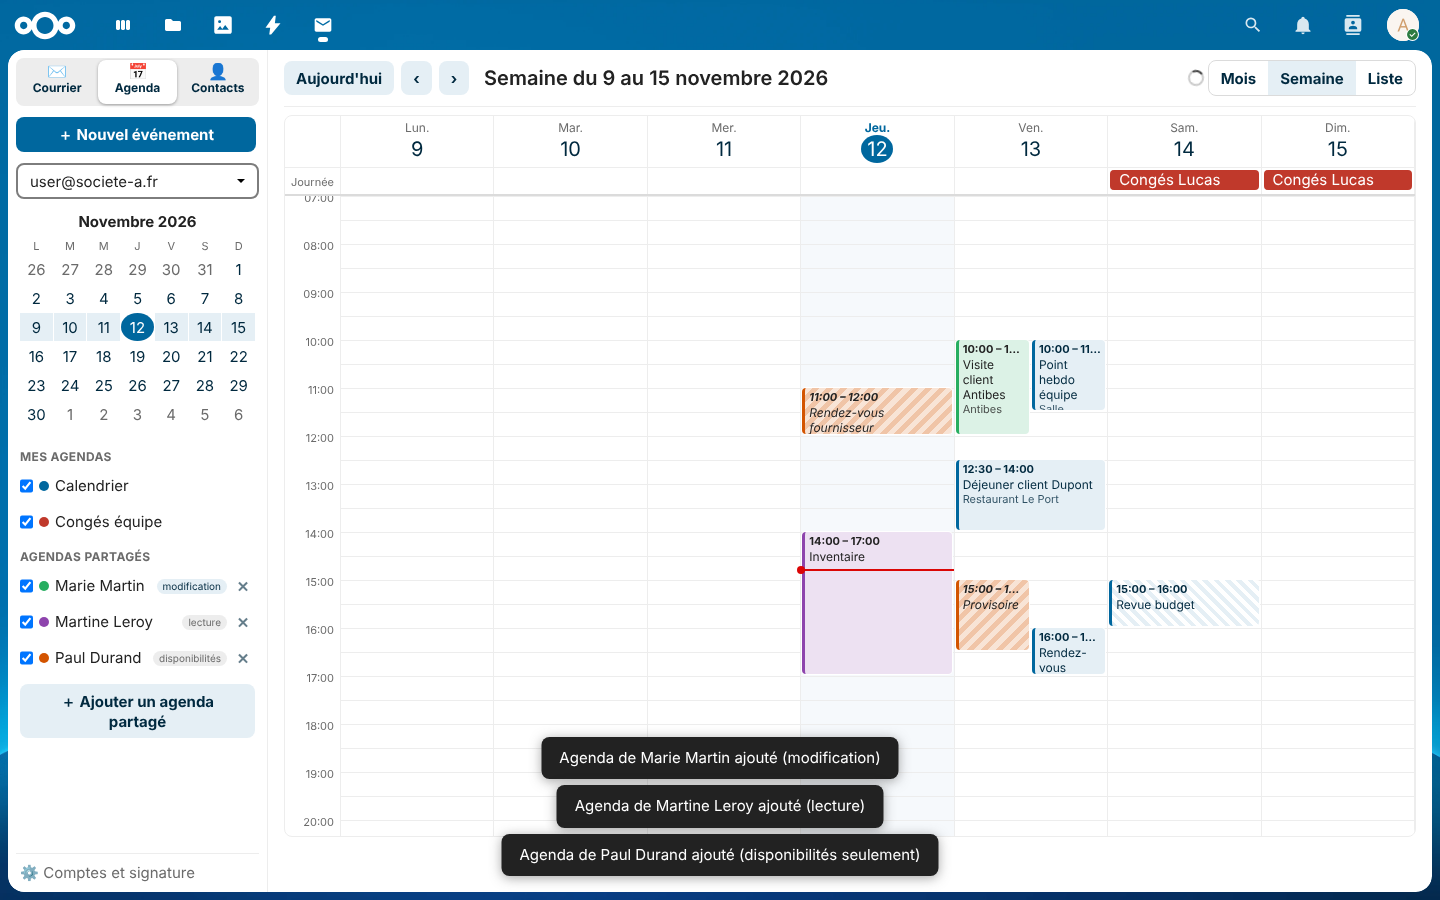 A
Courrier
Agenda
Contacts
+ Nouvel événement
user@societe-a.fr
Novembre 2026
L M M J V S D
26 27 28 29 30 31 1
2 3 4 5 6 7 8
9 10 11 12 13 14 15
16 17 18 19 20 21 22
23 24 25 26 27 28 29
30 1 2 3 4 5 6
MES AGENDAS
Calendrier
Congés équipe
AGENDAS PARTAGÉS
Marie Martin modification ✕
Martine Leroy lecture ✕
Paul Durand disponibilités ✕
+ Ajouter un agenda
partagé
Comptes et signature
Aujourd'hui ‹ › Semaine du 9 au 15 novembre 2026
Mois Semaine Liste
Lun. Mar. Mer. Jeu. Ven. Sam. Dim.
9 10 11 12 13 14 15
Journée
Congés Lucas
Congés Lucas
07:00
08:00
09:00
10:00
11:00
12:00
13:00
14:00
15:00
16:00
17:00
18:00
19:00
20:00
11:00 – 12:00
Rendez-vous
fournisseur
14:00 – 17:00
Inventaire
10:00 – 1...
Visite
client
Antibes
Antibes
10:00 – 11...
Point
hebdo
équipe
Salle
12:30 – 14:00
Déjeuner client Dupont
Restaurant Le Port
15:00 – 1...
Provisoire
16:00 – 1...
Rendez-
vous
15:00 – 16:00
Revue budget
Agenda de Marie Martin ajouté (modification)
Agenda de Martine Leroy ajouté (lecture)
Agenda de Paul Durand ajouté (disponibilités seulement)